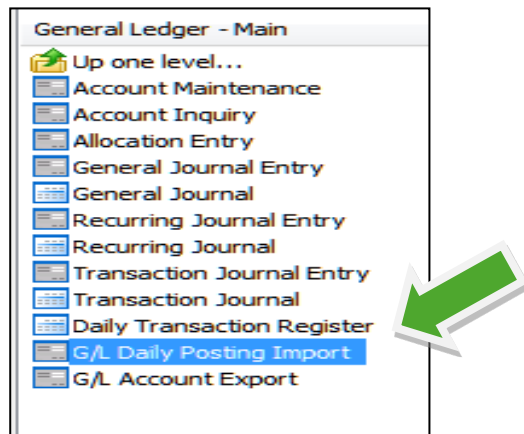 General Ledger - Main
Up one level...
Account Maintenance
Account Inquiry
Allocation Entry
General Journal Entry
General Journal
Recurring Journal Entry
Recurring Journal
Transaction Journal Entry
Transaction Journal
Daily Transaction Register
G/L Daily Posting Import
G/L Account Export